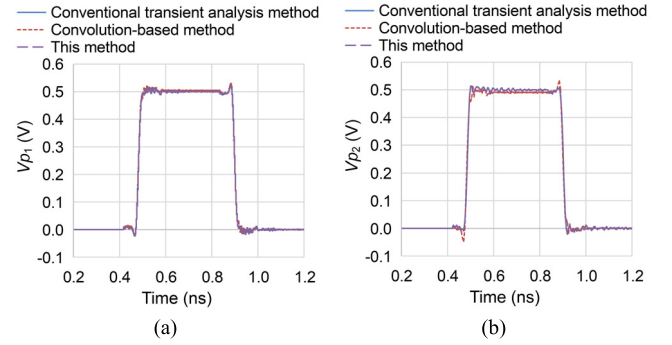 Conventional transient analysis method
Convolution-based method
This method
0.6
0.5
0.4
0.3
0.2
0.1
0.0
-0.1
Vp1 (V)
0.2 0.4 0.6 0.8 1.0 1.2
Time (ns)
(a)
Conventional transient analysis method
Convolution-based method
This method
0.6
0.5
0.4
0.3
0.2
0.1
0.0
-0.1
Vp2 (V)
0.2 0.4 0.6 0.8 1.0 1.2
Time (ns)
(b)